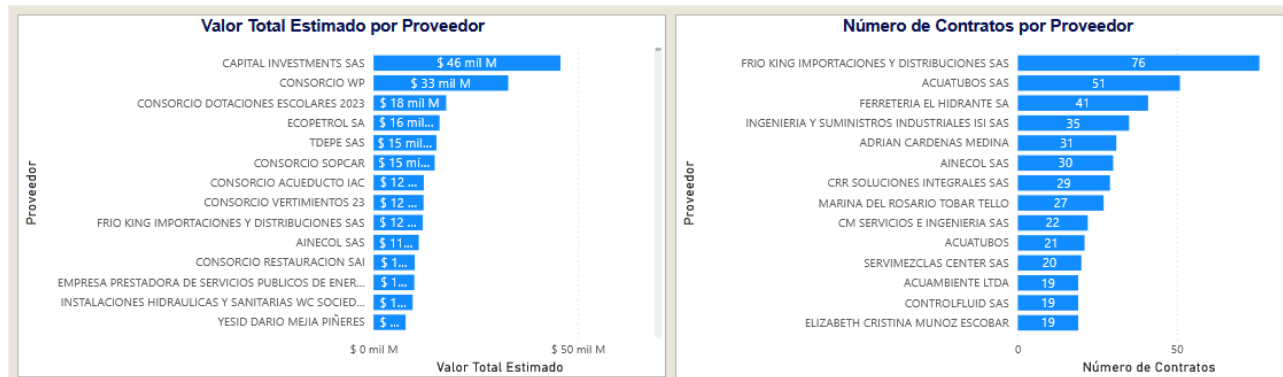 Valor Total Estimado por Proveedor
Proveedor
CAPITAL INVESTMENTS SAS $ 46 mil M
CONSORCIO WP $ 33 mil M
CONSORCIO DOTACIONES ESCOLARES 2023 $ 18 mil M
ECOPETROL SA $ 16 mil...
TDEPE SAS $ 15 mil...
CONSORCIO SOPCAR $ 15 mi...
CONSORCIO ACUEDUCTO IAC $ 12 ...
CONSORCIO VERTIMIENTOS 23 $ 12 ...
FRIO KING IMPORTACIONES Y DISTRIBUCIONES SAS $ 12 ...
AINECOL SAS $ 11...
CONSORCIO RESTAURACION SAI $ 1...
EMPRESA PRESTADORA DE SERVICIOS PUBLICOS DE ENER... $ 1...
INSTALACIONES HIDRAULICAS Y SANITARIAS WC SOCIED... $ 1...
YESID DARIO MEJIA PIÑERES $ ...
$ 0 mil M $ 50 mil M
Valor Total Estimado
Número de Contratos por Proveedor
Proveedor
FRIO KING IMPORTACIONES Y DISTRIBUCIONES SAS 76
ACUATUBOS SAS 51
FERRETERIA EL HIDRANTE SA 41
INGENIERIA Y SUMINISTROS INDUSTRIALES ISI SAS 35
ADRIAN CARDENAS MEDINA 31
AINECOL SAS 30
CRR SOLUCIONES INTEGRALES SAS 29
MARINA DEL ROSARIO TOBAR TELLO 27
CM SERVICIOS E INGENIERIA SAS 22
ACUATUBOS 21
SERVIMEZCLAS CENTER SAS 20
ACUAMBIENTE LTDA 19
CONTROLFLUID SAS 19
ELIZABETH CRISTINA MUNOZ ESCOBAR 19
0 50
Número de Contratos